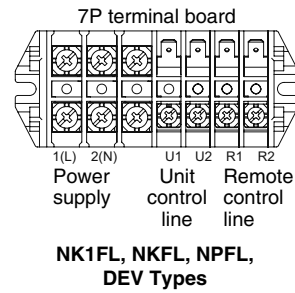 7P terminal board
1(L) 2(N) U1 U2 R1 R2
Power Unit Remote
supply control control
line line
NK1FL, NKFL, NPFL,
DEV Types